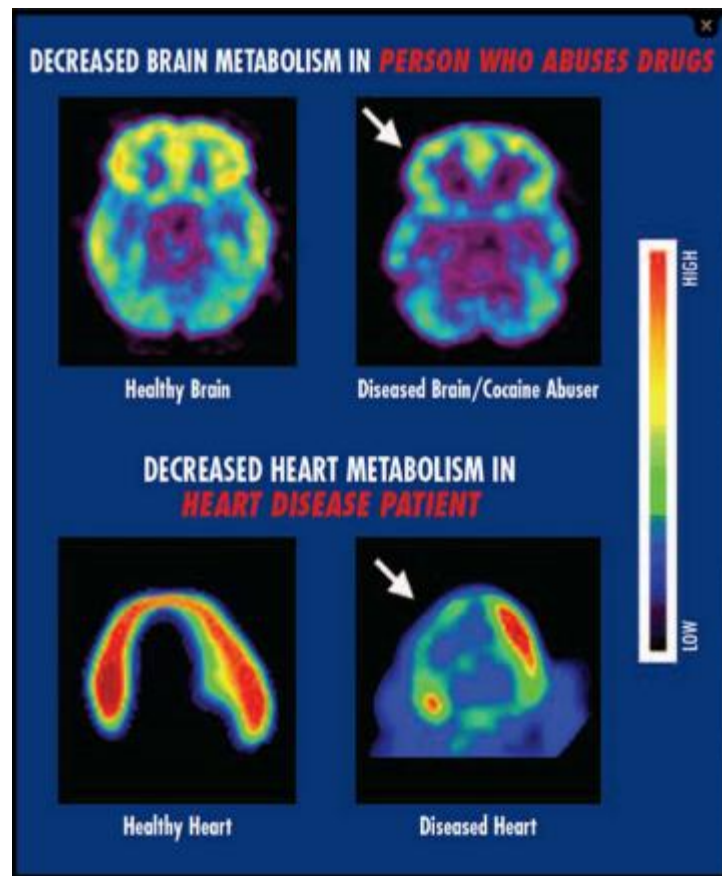 DECREASED BRAIN METABOLISM IN PERSON WHO ABUSES DRUGS
Healthy Brain
Diseased Brain/Cocaine Abuser
HIGH
LOW
DECREASED HEART METABOLISM IN
HEART DISEASE PATIENT
Healthy Heart
Diseased Heart